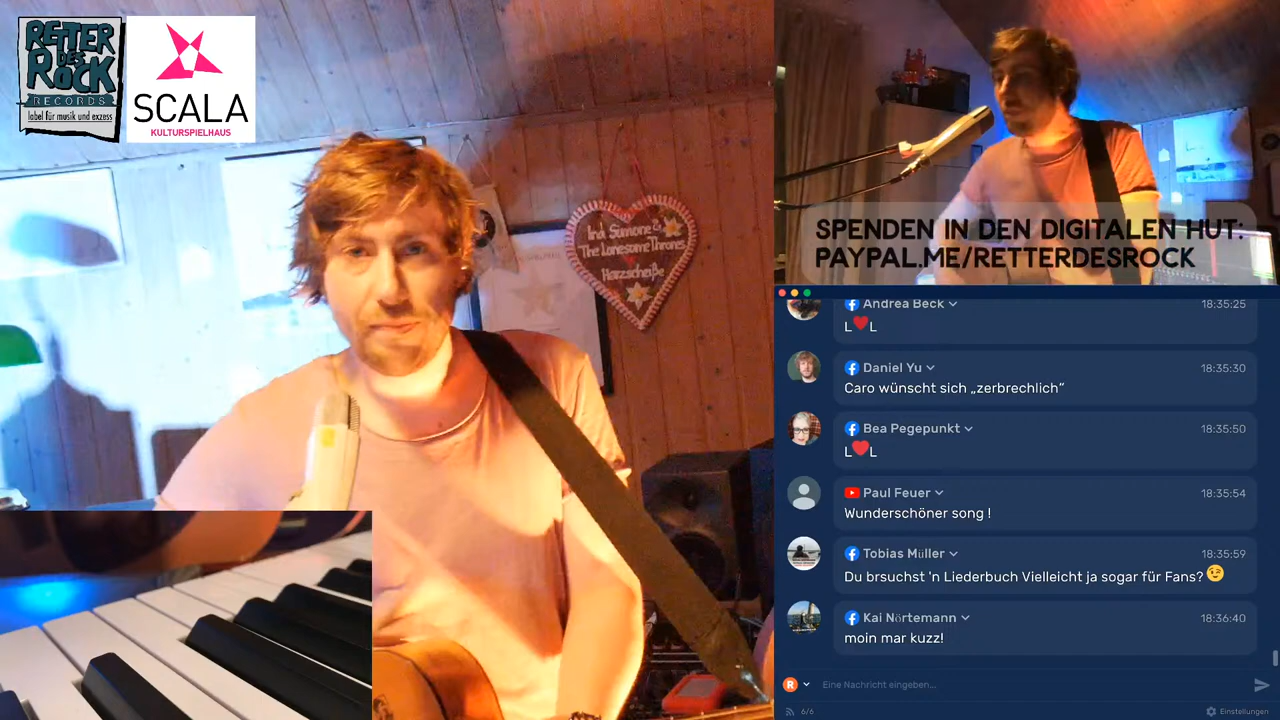 RETTER
DES
ROCK
RECORDS
label für musik und exzess
SCALA
KULTURSPIELHAUS
Ina Simone &
The Lonesome Thrones
Harzscheiße
SPENDEN IN DEN DIGITALEN HUT:
PAYPAL.ME/RETTERDESROCK
Andrea Beck 18:35:25
L❤️L
Daniel Yu 18:35:30
Caro wünscht sich „zerbrechlich“
Bea Pegepunkt 18:35:50
L❤️L
Paul Feuer 18:35:54
Wunderschöner song !
Tobias Müller 18:35:59
Du brsuchst 'n Liederbuch Vielleicht ja sogar für Fans? 😉
Kai Nörtemann 18:36:40
moin mar kuzz!
R Eine Nachricht eingeben...
6/6 Einstellungen